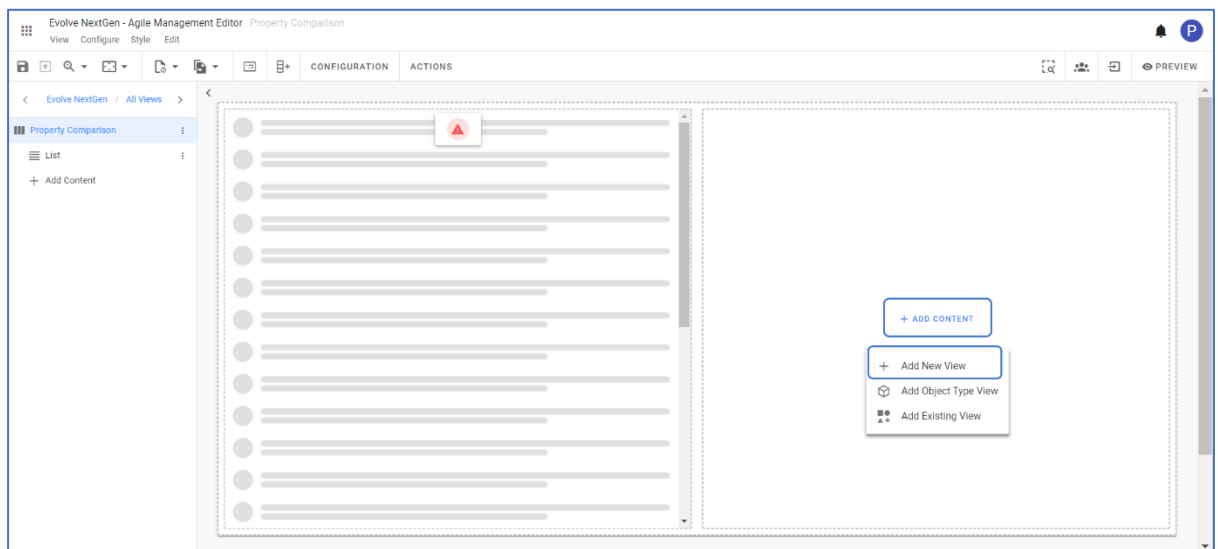 Evolve NextGen - Agile Management Editor Property Comparison
View Configure Style Edit
P
CONFIGURATION ACTIONS PREVIEW
Evolve NextGen / All Views
Property Comparison
List
+ Add Content
+ ADD CONTENT
+ Add New View
Add Object Type View
Add Existing View